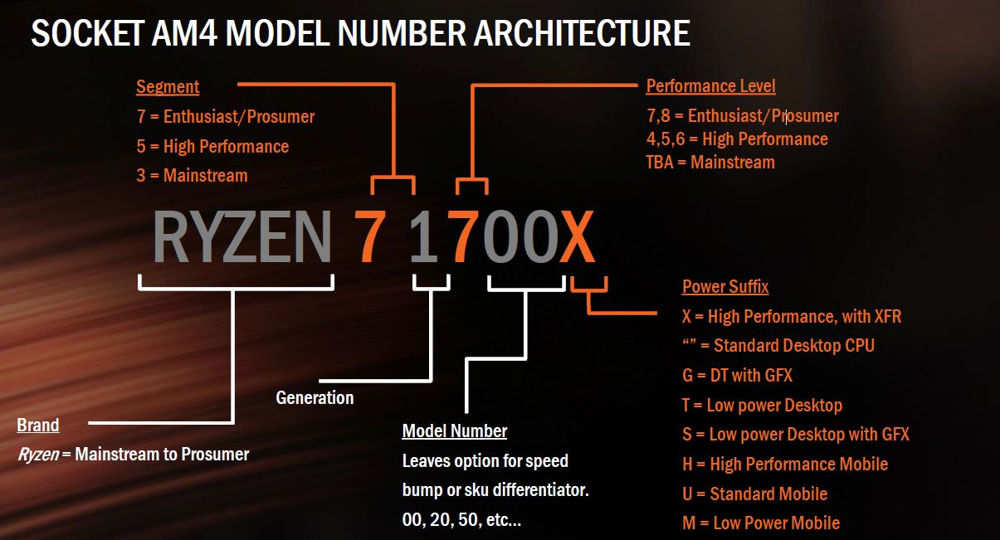 SOCKET AM4 MODEL NUMBER ARCHITECTURE
Segment
7 = Enthusiast/Prosumer
5 = High Performance
3 = Mainstream
Performance Level
7,8 = Enthusiast/Prosumer
4,5,6 = High Performance
TBA = Mainstream
RYZEN 7 1700X
Brand
Ryzen = Mainstream to Prosumer
Generation
Model Number
Leaves option for speed
bump or sku differentiator.
00, 20, 50, etc...
Power Suffix
X = High Performance, with XFR
“” = Standard Desktop CPU
G = DT with GFX
T = Low power Desktop
S = Low power Desktop with GFX
H = High Performance Mobile
U = Standard Mobile
M = Low Power Mobile